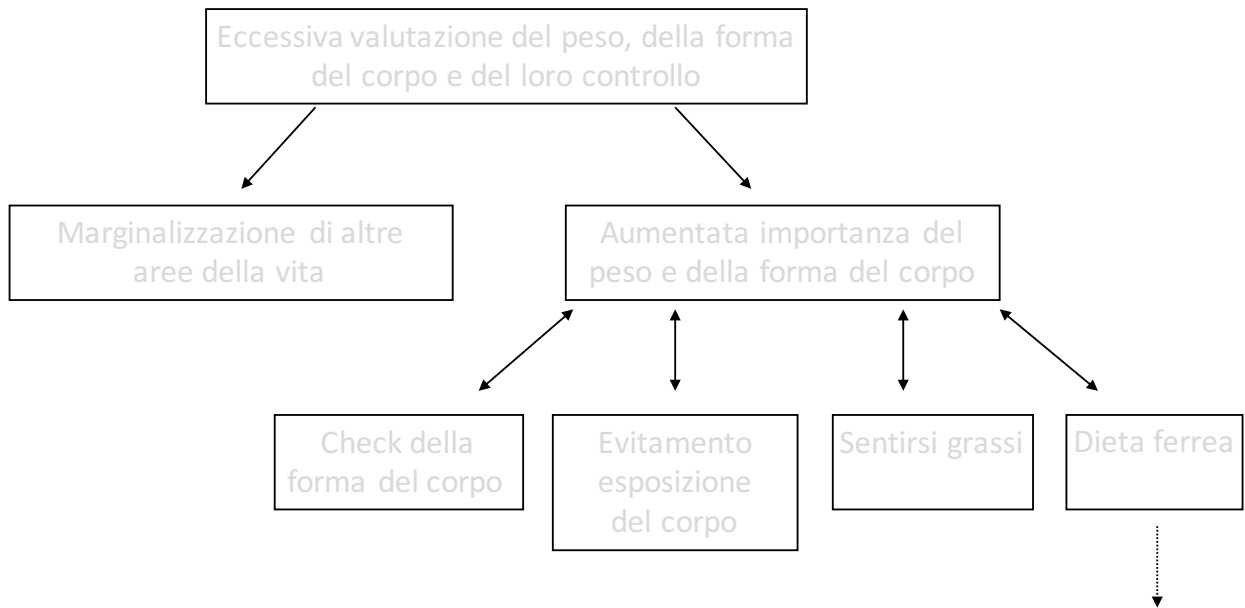 Eccessiva valutazione del peso, della forma
del corpo e del loro controllo
Marginalizzazione di altre
aree della vita
Aumentata importanza del
peso e della forma del corpo
Check della
forma del corpo
Evitamento
esposizione
del corpo
Sentirsi grassi
Dieta ferrea